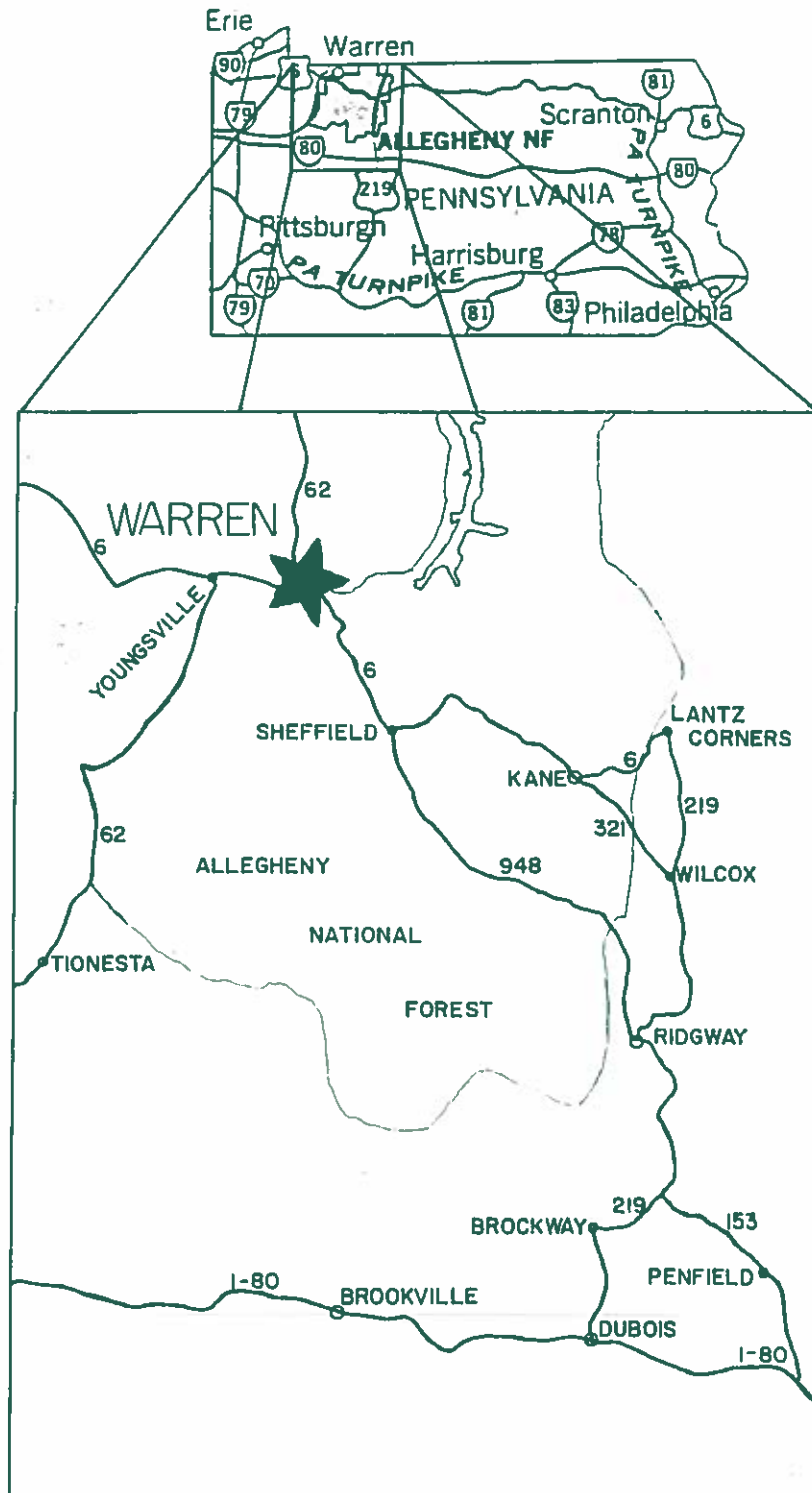 Erie
Warren
90
6
79
81
Scranton
6
ALLEGHENY NF
80
80
219
PENNSYLVANIA
PA TURNPIKE
Pittsburgh
78
Harrisburg
PA TURNPIKE
70
79
81
83
Philadelphia
62
WARREN
6
YOUNGSVILLE
6
SHEFFIELD
LANTZ
CORNERS
6
KANE
219
321
62
948
WILCOX
ALLEGHENY
NATIONAL
TIONESTA
FOREST
RIDGWAY
219
BROCKWAY
153
PENFIELD
I-80
BROOKVILLE
DUBOIS
I-80